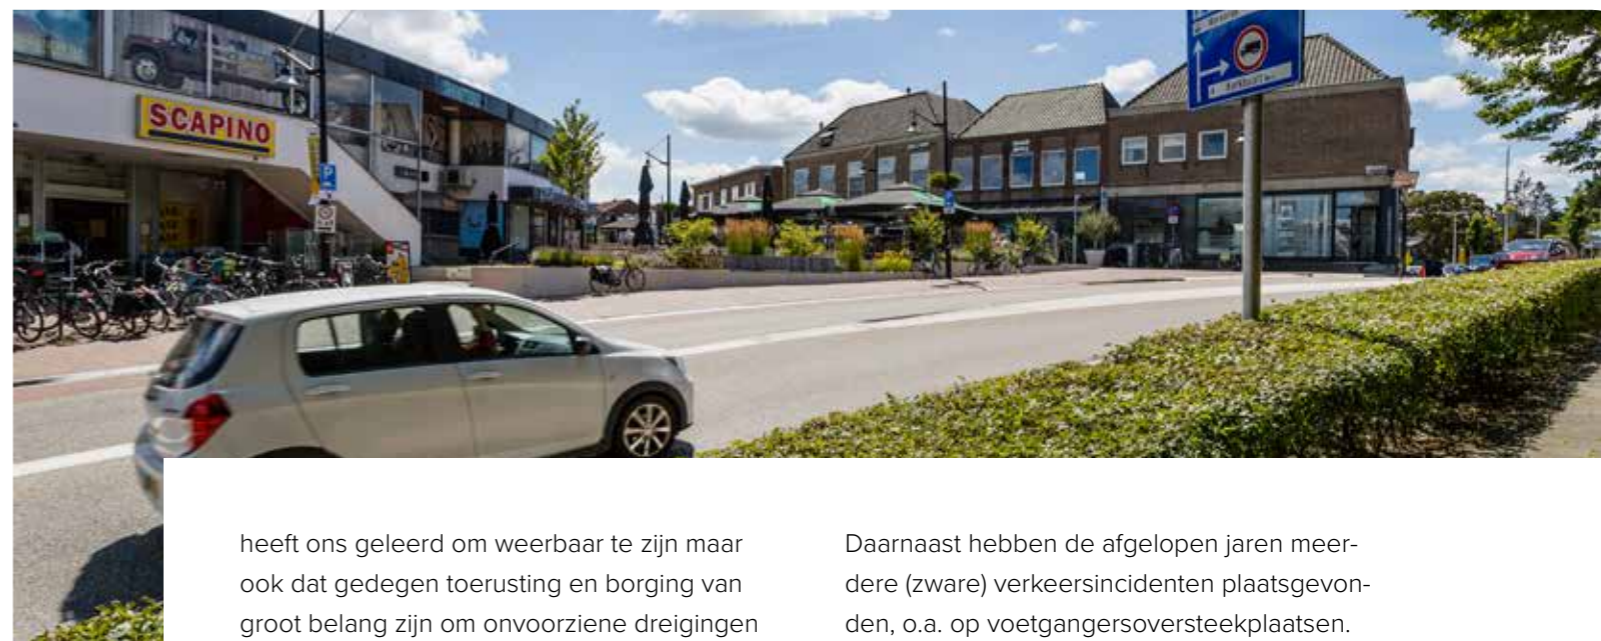 SCAPINO
P
heeft ons geleerd om weerbaar te zijn maar
ook dat gedegen toerusting en borging van
groot belang zijn om onvoorziene dreigingen
Daarnaast hebben de afgelopen jaren meer-
dere (zware) verkeersincidenten plaatsgevon-
den, o.a. op voetgangersoversteekplaatsen.